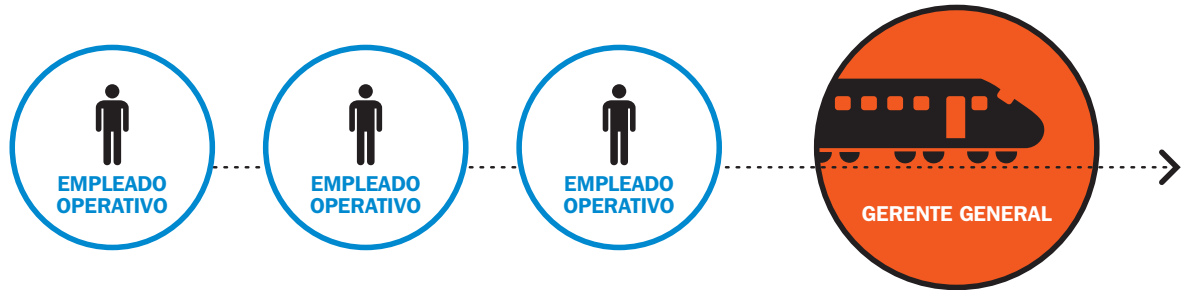 EMPLEADO
OPERATIVO
EMPLEADO
OPERATIVO
EMPLEADO
OPERATIVO
GERENTE GENERAL